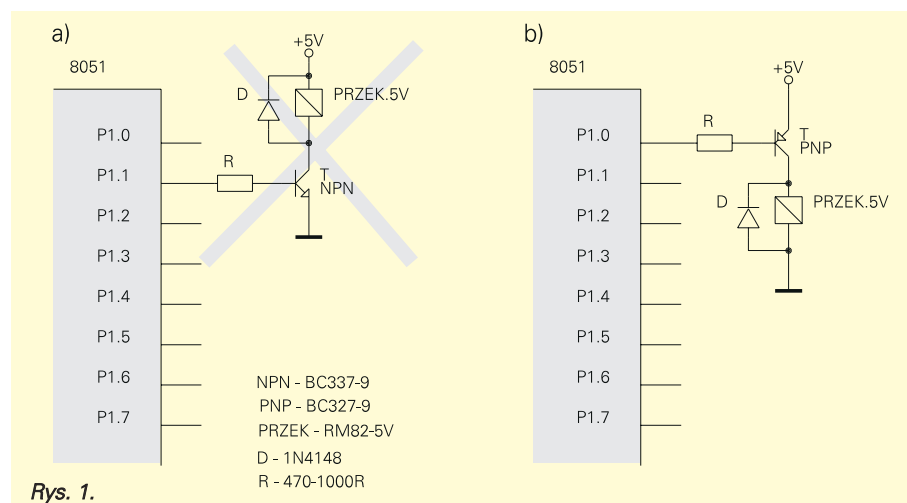 a)
8051
+5V
D
PRZEK.5V
P1.0
R
T
P1.1
NPN
P1.2
P1.3
P1.4
P1.5
P1.6
P1.7
NPN - BC337-9
PNP - BC327-9
PRZEK - RM82-5V
D - 1N4148
R - 470-1000R
b)
8051
+5V
P1.0
R
T
PNP
P1.1
D
PRZEK.5V
P1.2
P1.3
P1.4
P1.5
P1.6
P1.7
Rys. 1.